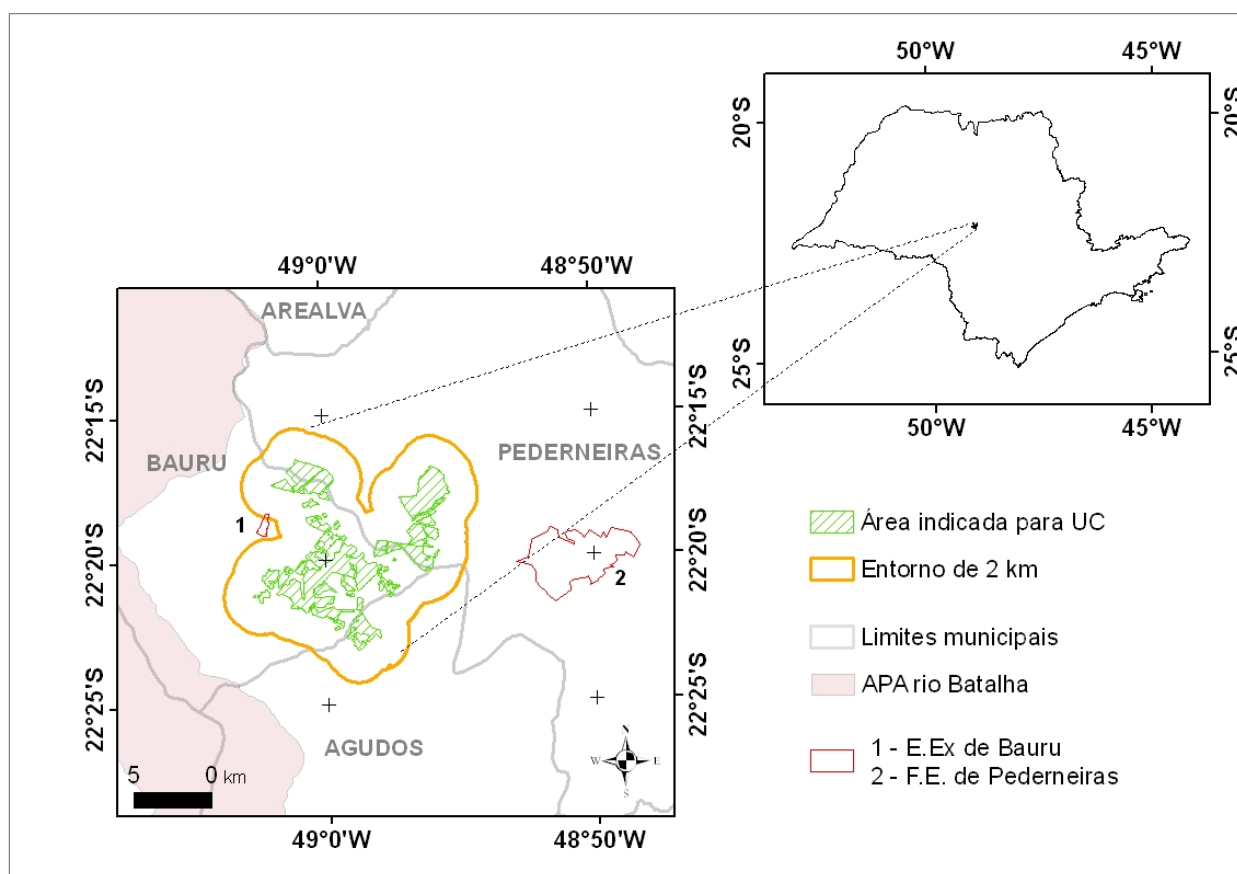 50°W 45°W
20°S 20°S
25°S 25°S
50°W 45°W
49°0'W 48°50'W
AREALVA
22°15'S 22°15'S
BAURU
PEDERNEIRAS
1
22°20'S 22°20'S
2
22°25'S 22°25'S
AGUDOS
N
W E
S
5 0 km
49°0'W 48°50'W
Área indicada para UC
Entorno de 2 km
Limites municipais
APA rio Batalha
1 - E.Ex de Bauru
2 - F.E. de Pederneiras